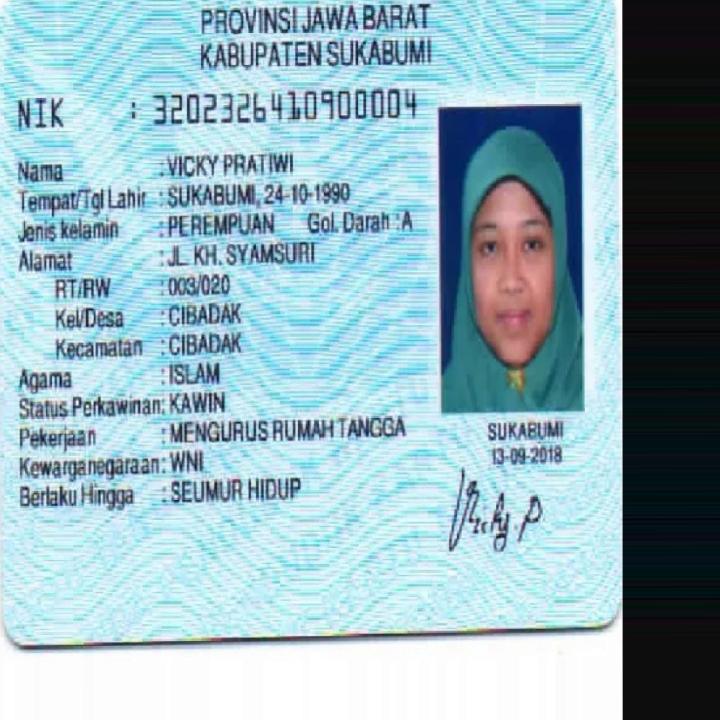 PROVINSI JAWA BARAT
KABUPATEN SUKABUMI
NIK : 3202326410900004
Nama : VICKY PRATIWI
Tempat/Tgl Lahir : SUKABUMI, 24-10-1990
Jenis kelamin : PEREMPUAN Gol. Darah : A
Alamat : JL. KH. SYAMSURI
RT/RW : 003/020
Kel/Desa : CIBADAK
Kecamatan : CIBADAK
Agama : ISLAM
Status Perkawinan: KAWIN
Pekerjaan : MENGURUS RUMAH TANGGA
Kewarganegaraan: WNI
Berlaku Hingga : SEUMUR HIDUP
SUKABUMI
13-09-2018